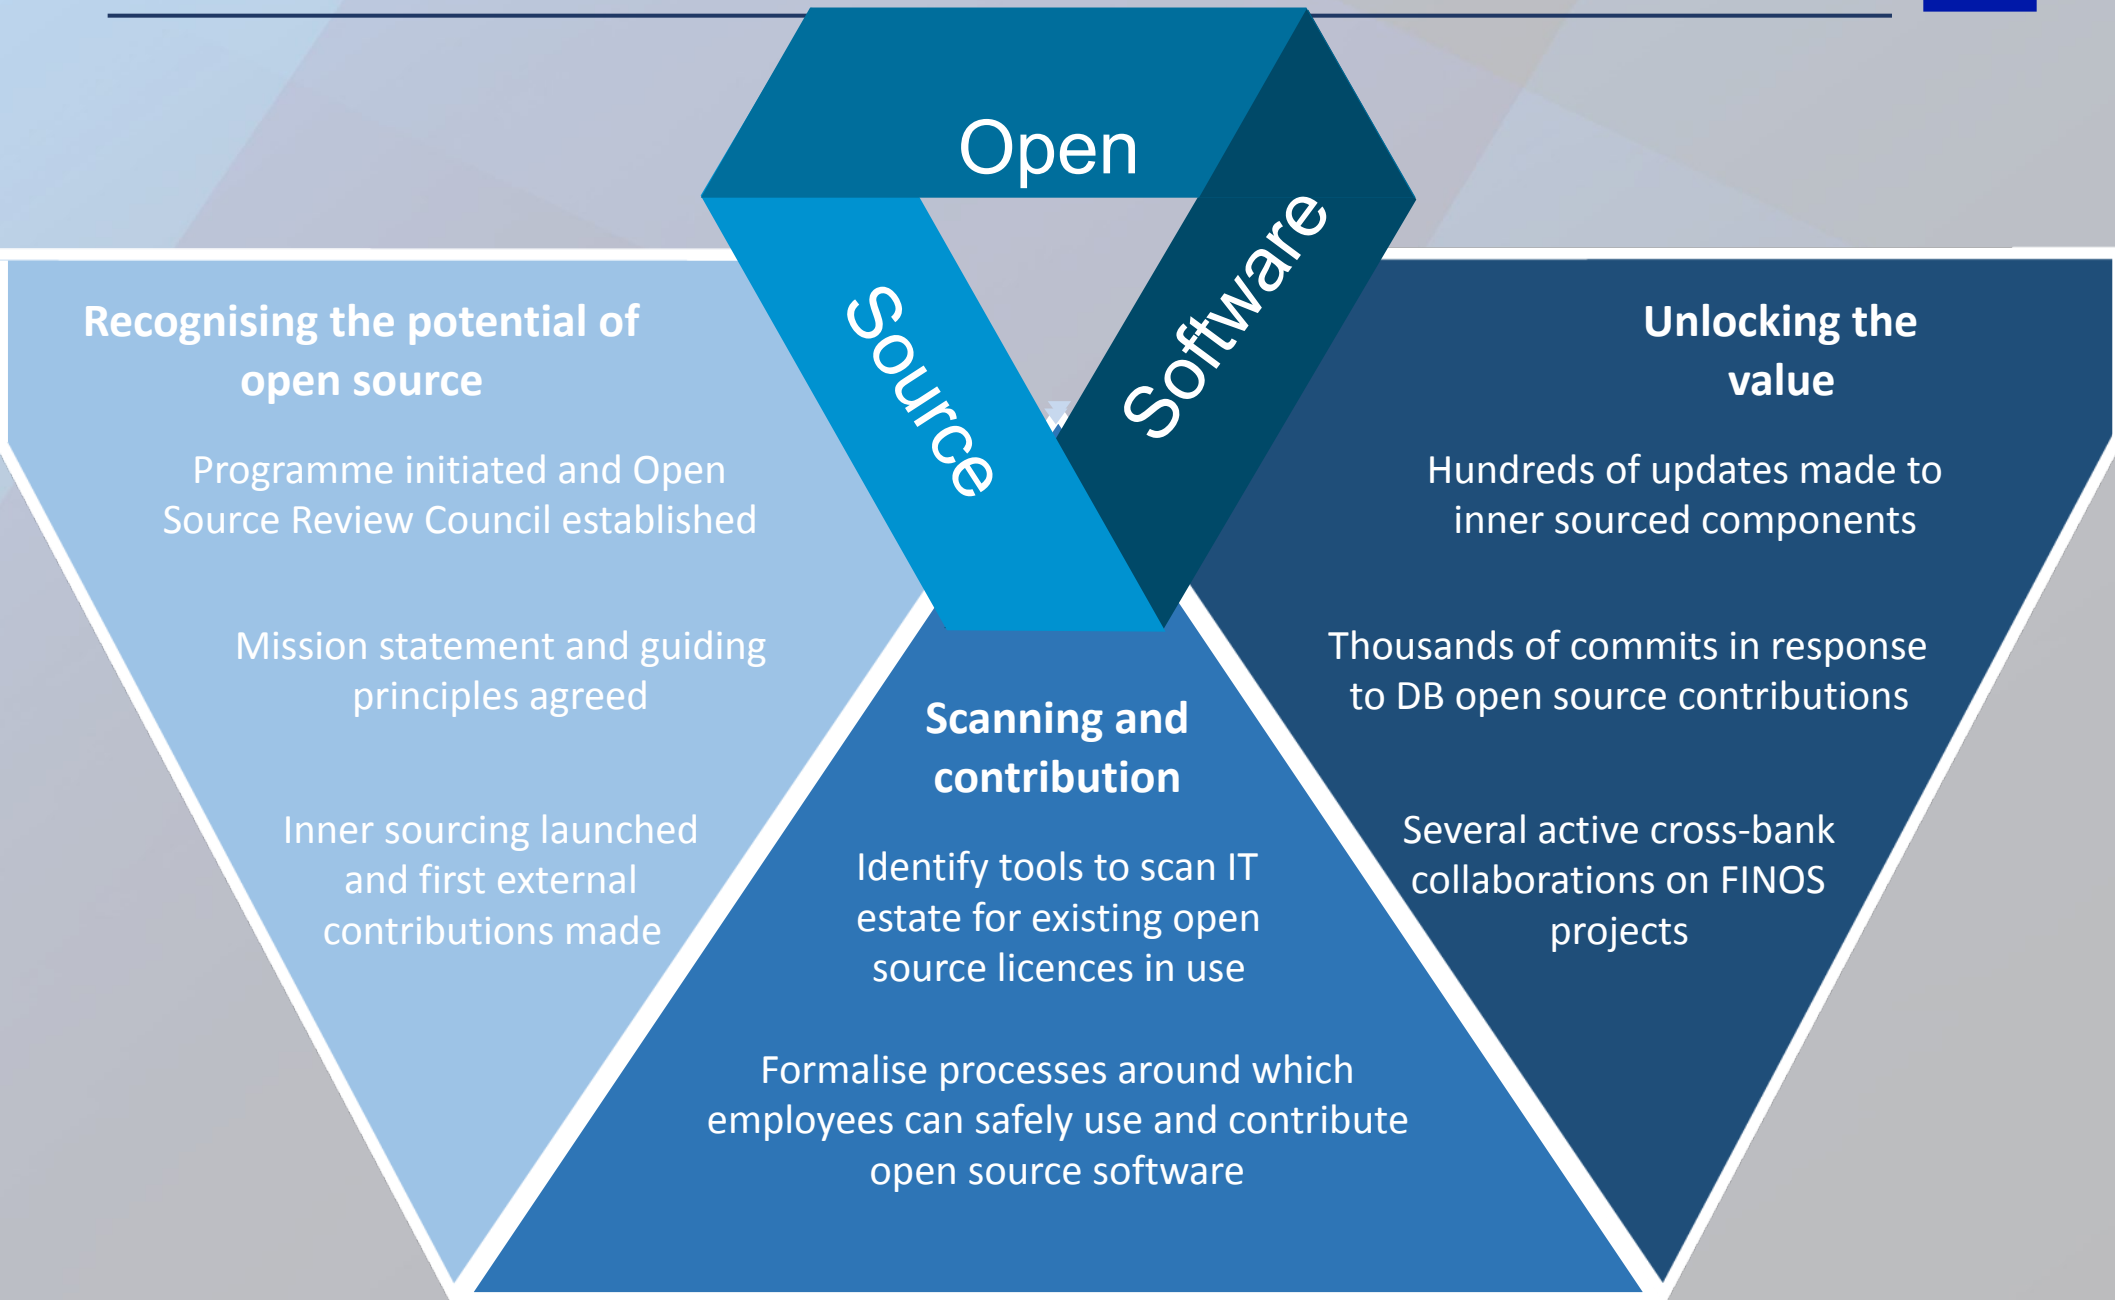 Open
Source
Software
Recognising the potential of
open source
Programme initiated and Open
Source Review Council established
Mission statement and guiding
principles agreed
Inner sourcing launched
and first external
contributions made
Scanning and
contribution
Identify tools to scan IT
estate for existing open
source licences in use
Formalise processes around which
employees can safely use and contribute
open source software
Unlocking the
value
Hundreds of updates made to
inner sourced components
Thousands of commits in response
to DB open source contributions
Several active cross-bank
collaborations on FINOS
projects